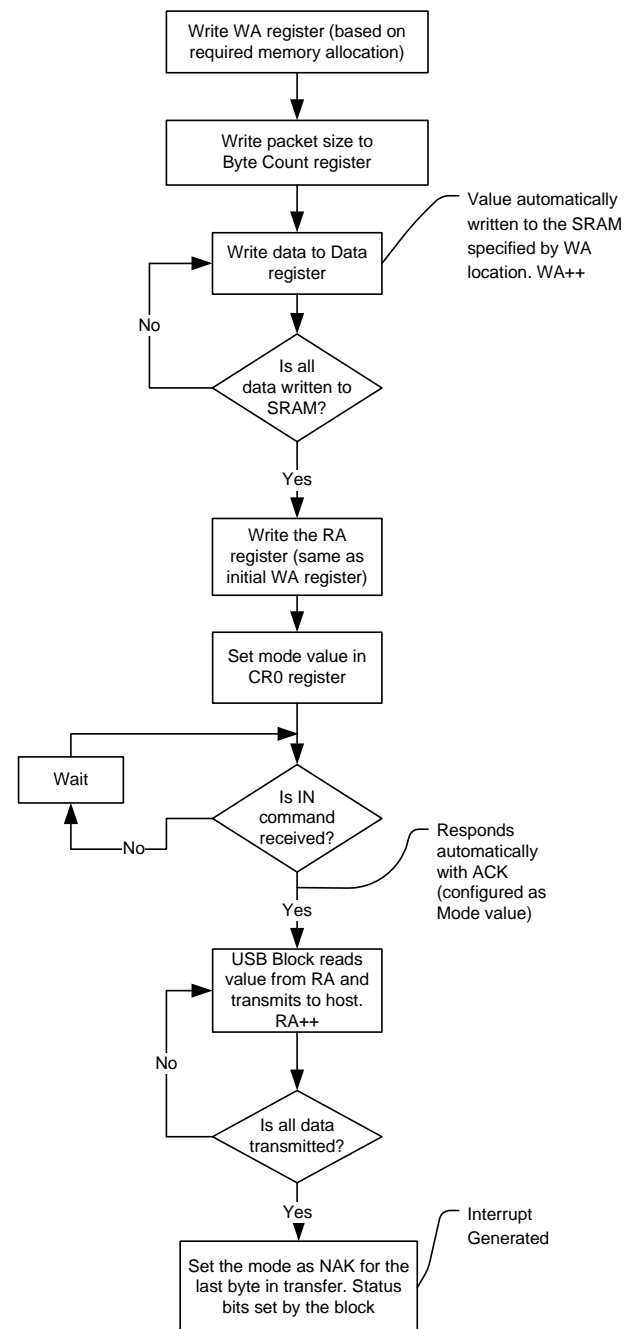 Write WA register (based on
required memory allocation)
Write packet size to
Byte Count register
Value automatically
written to the SRAM
specified by WA
location. WA++
Write data to Data
register
No
Is all
data written to
SRAM?
Yes
Write the RA
register (same as
initial WA register)
Set mode value in
CR0 register
Wait
Is IN
command
received?
No
Responds
automatically
with ACK
(configured as
Mode value)
Yes
USB Block reads
value from RA and
transmits to host.
RA++
No
Is all data
transmitted?
Yes
Interrupt
Generated
Set the mode as NAK for the
last byte in transfer. Status
bits set by the block